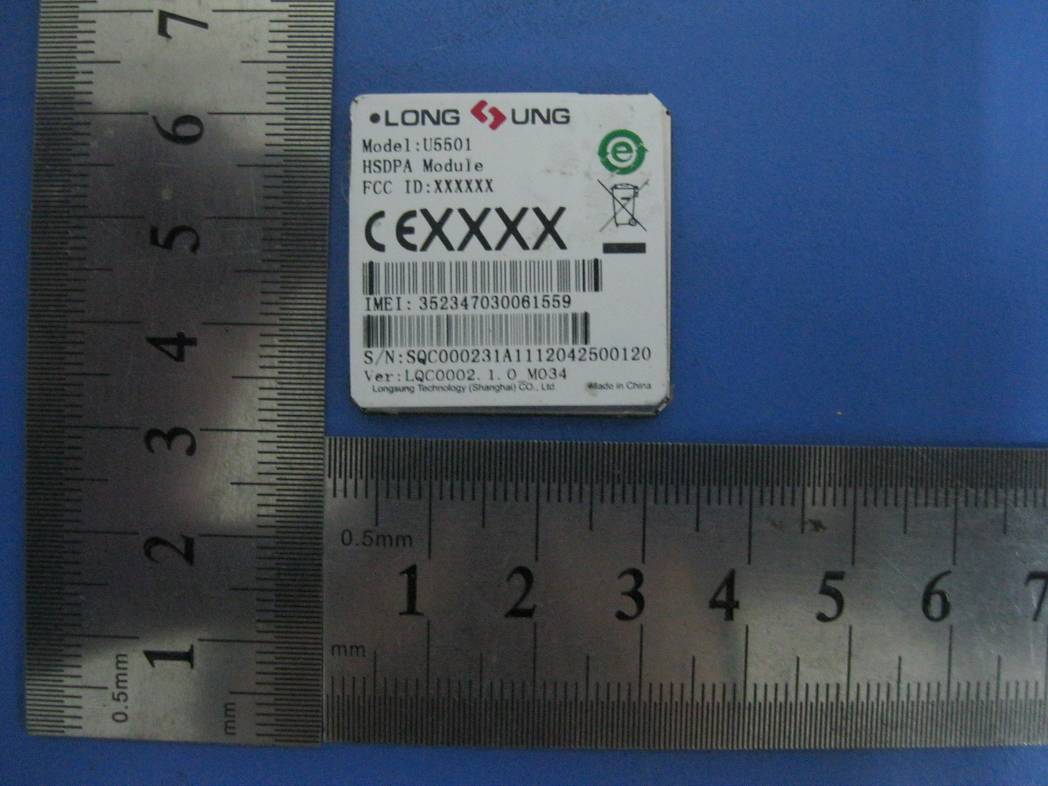 •LONG UNG
Model:U5501
HSDPA Module
FCC ID:XXXXXX
CEXXXX
IMEI: 352347030061559
S/N:SQC000231A1112042500120
Ver:LQC0002.1.0 M034
Longsung Technology (Shanghai) CO., Ltd. Made in China
7
6
5
4
3
2
1
0.5mm
mm
0.5mm
1 2 3 4 5 6 7
mm